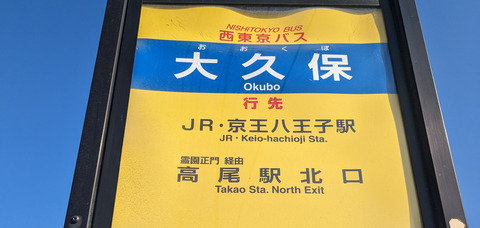 NISHITOKYO BUS
西東京バス
おおくぼ
大久保
Okubo
行先
JR・京王八王子駅
JR・Keio-hachioji Sta.
霊園正門 経由
高尾駅北口
Takao Sta. North Exit